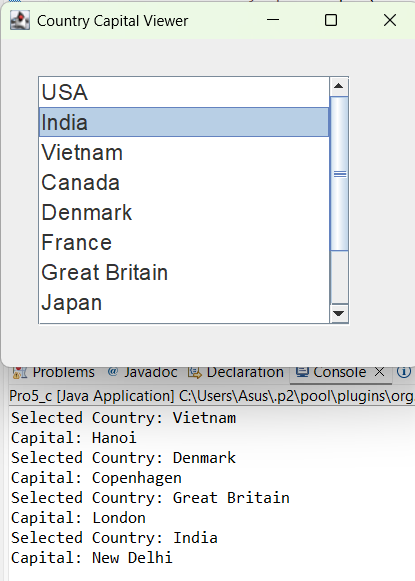 Country Capital Viewer
USA
India
Vietnam
Canada
Denmark
France
Great Britain
Japan
Problems @ Javadoc Declaration Console
Pro5_c [Java Application] C:\Users\Asus\.p2\pool\plugins\org
Selected Country: Vietnam
Capital: Hanoi
Selected Country: Denmark
Capital: Copenhagen
Selected Country: Great Britain
Capital: London
Selected Country: India
Capital: New Delhi